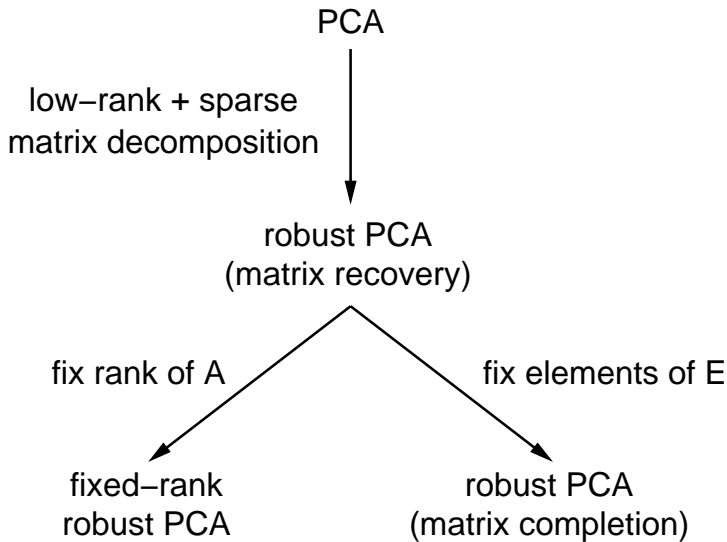 PCA
low−rank + sparse
matrix decomposition
robust PCA
(matrix recovery)
fix rank of A
fix elements of E
fixed−rank
robust PCA
robust PCA
(matrix completion)